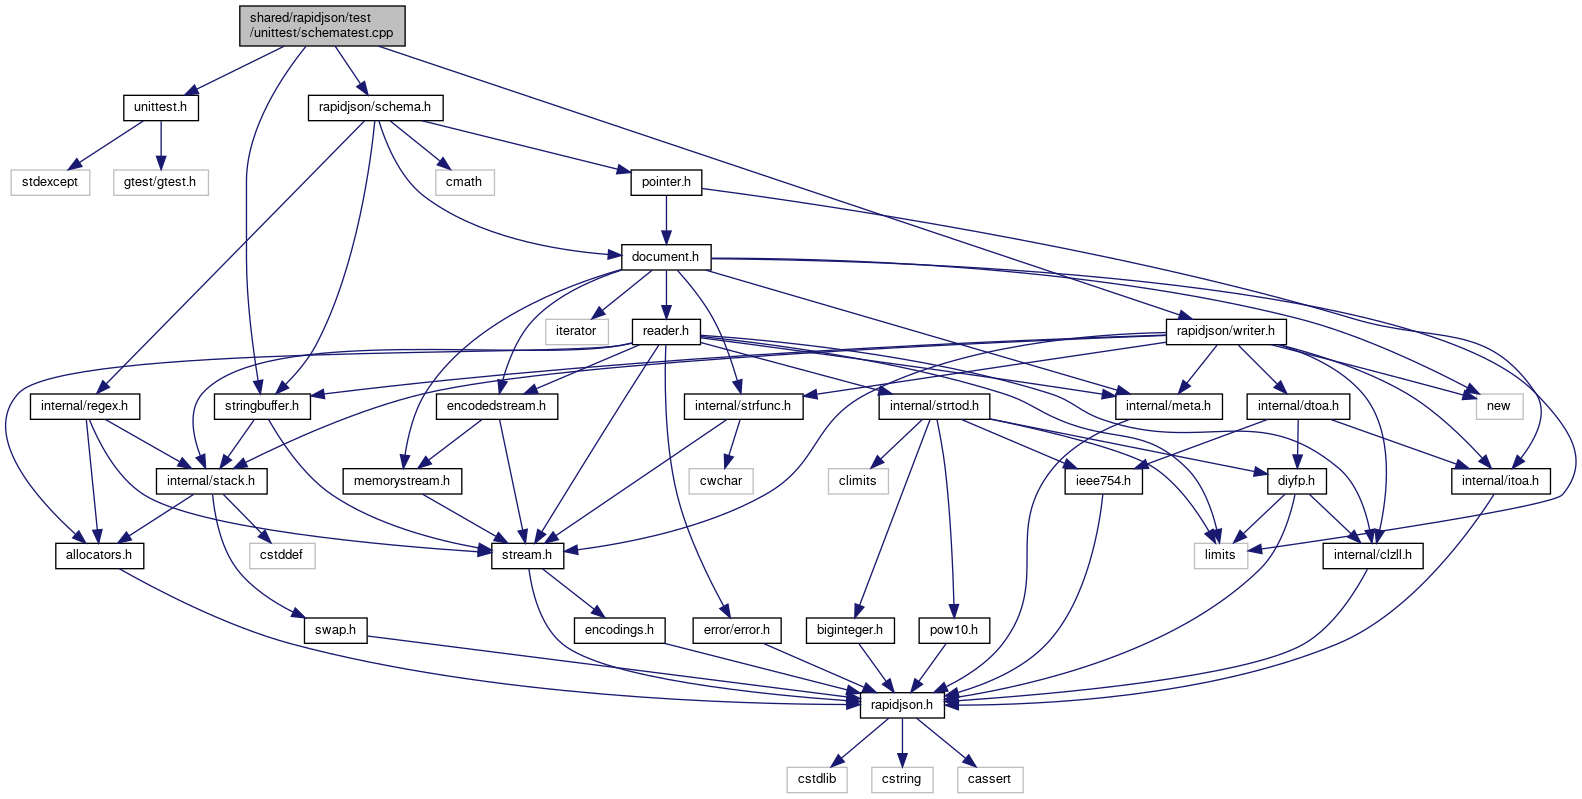 shared/rapidjson/test
/unittest/schematest.cpp
unittest.h
rapidjson/schema.h
stdexcept
gtest/gtest.h
cmath
pointer.h
document.h
iterator
reader.h
rapidjson/writer.h
internal/regex.h
stringbuffer.h
encodedstream.h
internal/strfunc.h
internal/strtod.h
internal/meta.h
internal/dtoa.h
new
internal/stack.h
memorystream.h
cwchar
climits
ieee754.h
diyfp.h
internal/itoa.h
allocators.h
cstddef
stream.h
limits
internal/clzll.h
swap.h
encodings.h
error/error.h
biginteger.h
pow10.h
rapidjson.h
cstdlib
cstring
cassert